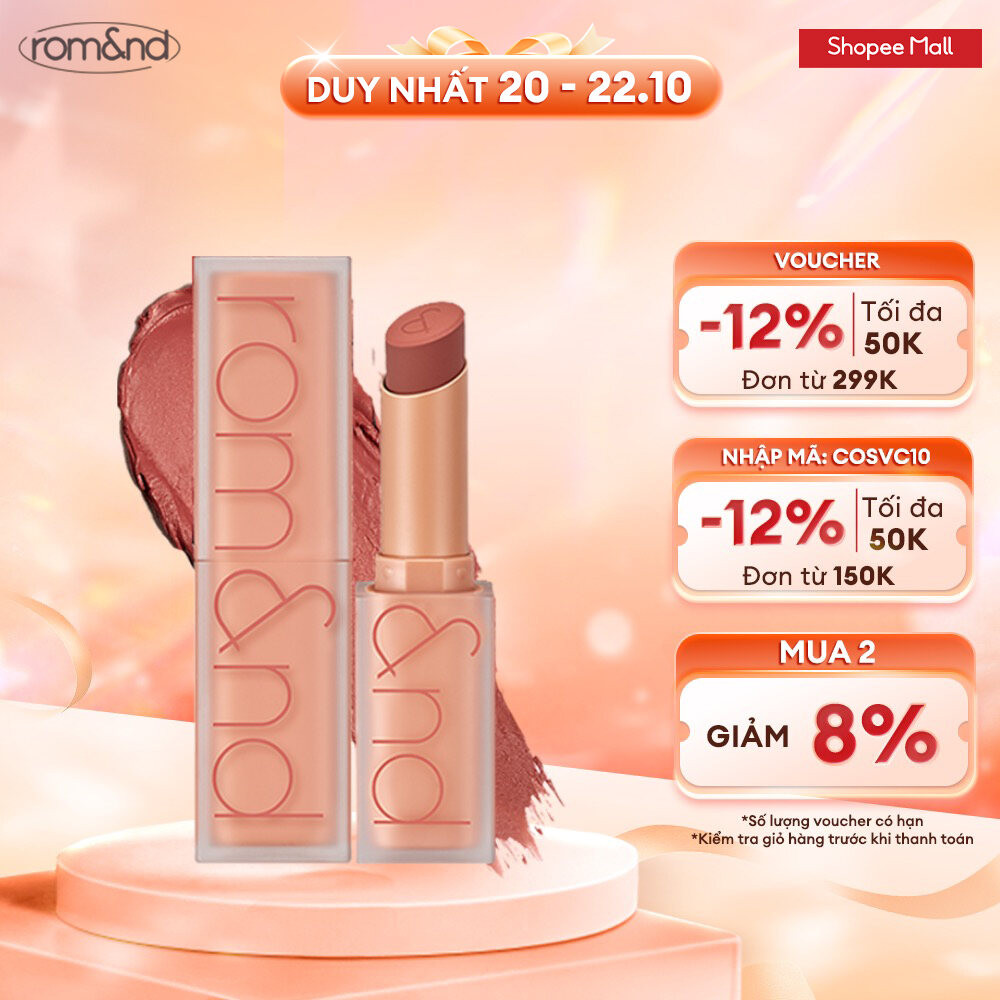 rom&nd
DUY NHẤT 20 - 22.10
Shopee Mall
rom&nd
&nd
VOUCHER
-12%
Tối đa
50K
Đơn từ 299K
NHẬP MÃ: COSVC10
-12%
Tối đa
50K
Đơn từ 150K
MUA 2
GIẢM 8%
*Số lượng voucher có hạn
*Kiểm tra giỏ hàng trước khi thanh toán